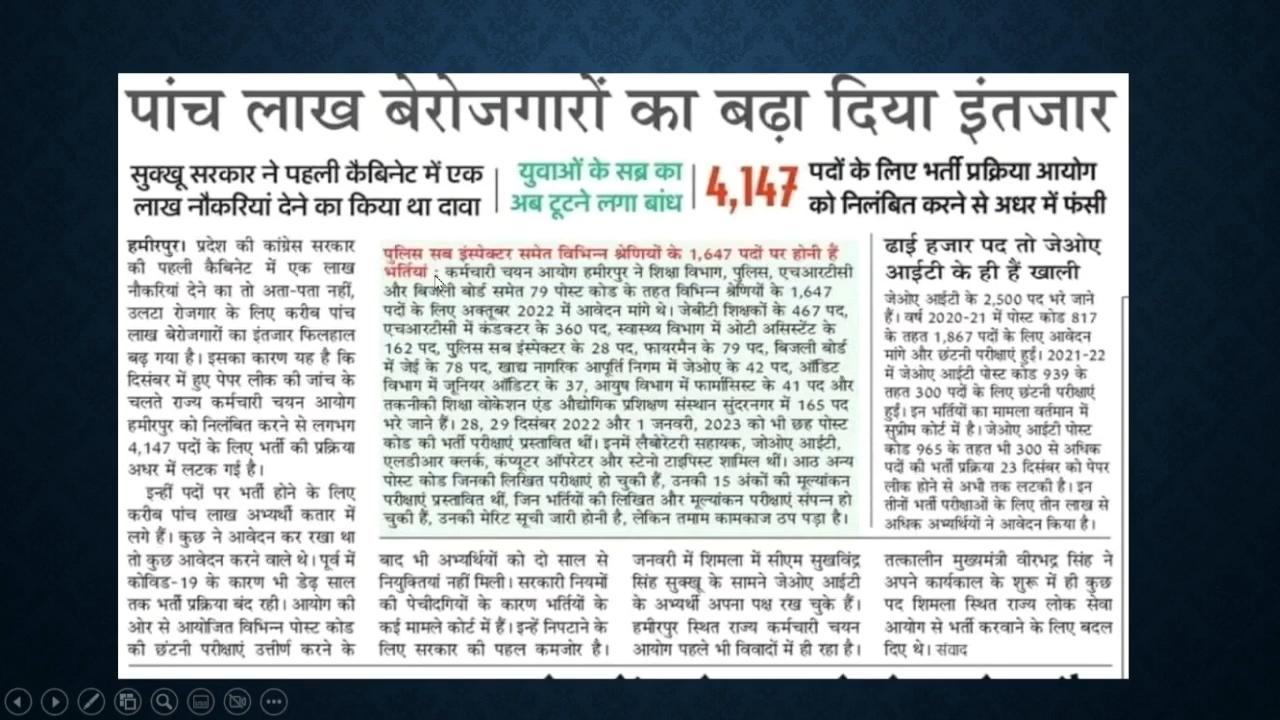 पांच लाख बेरोजगारों का बढ़ा दिया इंतजार
सुक्खू सरकार ने पहली कैबिनेट में एक
लाख नौकरियां देने का किया था दावा
युवाओं के सब्र का
अब टूटने लगा बांध
4,147
पदों के लिए भर्ती प्रक्रिया आयोग
को निलंबित करने से अधर में फंसी
हमीरपुर। प्रदेश की कांग्रेस सरकार
की पहली कैबिनेट में एक लाख
नौकरियां देने का तो अता-पता नहीं,
उलटा रोजगार के लिए करीब पांच
लाख बेरोजगारों का इंतजार फिलहाल
बढ़ गया है। इसका कारण यह है कि
दिसंबर में हुए पेपर लीक की जांच के
चलते राज्य कर्मचारी चयन आयोग
हमीरपुर को निलंबित करने से लगभग
4,147 पदों के लिए भर्ती की प्रक्रिया
अधर में लटक गई है।
इन्हीं पदों पर भर्ती होने के लिए
करीब पांच लाख अभ्यर्थी कतार में
लगे हैं। कुछ ने आवेदन कर रखा था
तो कुछ आवेदन करने वाले थे। पूर्व में
कोविड-19 के कारण भी डेढ़ साल
तक भर्ती प्रक्रिया बंद रही। आयोग की
ओर से आयोजित विभिन्न पोस्ट कोड
की छंटनी परीक्षाएं उत्तीर्ण करने के
पुलिस सब इंस्पेक्टर समेत विभिन्न श्रेणियों के 1,647 पदों पर होनी हैं
भर्तियां : कर्मचारी चयन आयोग हमीरपुर ने शिक्षा विभाग, पुलिस, एचआरटीसी
और बिजली बोर्ड समेत 79 पोस्ट कोड के तहत विभिन्न श्रेणियों के 1,647
पदों के लिए अक्तूबर 2022 में आवेदन मांगे थे। जेबीटी शिक्षकों के 467 पद,
एचआरटीसी में कंडक्टर के 360 पद, स्वास्थ्य विभाग में ओटी असिस्टेंट के
162 पद, पुलिस सब इंस्पेक्टर के 28 पद, फायरमैन के 79 पद, बिजली बोर्ड
में जेई के 78 पद, खाद्य नागरिक आपूर्ति निगम में जेओए के 42 पद, ऑडिट
विभाग में जूनियर ऑडिटर के 37, आयुष विभाग में फार्मासिस्ट के 41 पद और
तकनीकी शिक्षा वोकेशन एंड औद्योगिक प्रशिक्षण संस्थान सुंदरनगर में 165 पद
भरे जाने हैं। 28, 29 दिसंबर 2022 और 1 जनवरी, 2023 को भी छह पोस्ट
कोड की भर्ती परीक्षाएं प्रस्तावित थीं। इनमें लैबोरेटरी सहायक, जोओए आईटी,
एलडीआर क्लर्क, कंप्यूटर ऑपरेटर और स्टेनो टाइपिस्ट शामिल थीं। आठ अन्य
पोस्ट कोड जिनकी लिखित परीक्षाएं हो चुकी हैं, उनकी 15 अंकों की मूल्यांकन
परीक्षाएं प्रस्तावित थीं, जिन भर्तियों की लिखित और मूल्यांकन परीक्षाएं संपन्न हो
चुकी हैं, उनकी मेरिट सूची जारी होनी है, लेकिन तमाम कामकाज ठप पड़ा है।
ढाई हजार पद तो जेओए
आईटी के ही हैं खाली
जेओए आईटी के 2,500 पद भरे जाने
हैं। वर्ष 2020-21 में पोस्ट कोड 817
के तहत 1,867 पदों के लिए आवेदन
मांगे और छंटनी परीक्षाएं हुईं। 2021-22
में जेओए आईटी पोस्ट कोड 939 के
तहत 300 पदों के लिए छंटनी परीक्षाएं
हुईं। इन भर्तियों का मामला वर्तमान में
सुप्रीम कोर्ट में है। जेओए आईटी पोस्ट
कोड 965 के तहत भी 300 से अधिक
पदों की भर्ती प्रक्रिया 23 दिसंबर को पेपर
लीक होने से अभी तक लटकी है। इन
तीनों भर्ती परीक्षाओं के लिए तीन लाख से
अधिक अभ्यर्थियों ने आवेदन किया है।
बाद भी अभ्यर्थियों को दो साल से
नियुक्तियां नहीं मिली। सरकारी नियमों
की पेचीदगियों के कारण भर्तियों के
कई मामले कोर्ट में हैं। इन्हें निपटाने के
लिए सरकार की पहल कमजोर है।
जनवरी में शिमला में सीएम सुखविंद्र
सिंह सुक्खू के सामने जेओए आईटी
के अभ्यर्थी अपना पक्ष रख चुके हैं।
हमीरपुर स्थित राज्य कर्मचारी चयन
आयोग पहले भी विवादों में ही रहा है।
तत्कालीन मुख्यमंत्री वीरभद्र सिंह ने
अपने कार्यकाल के शुरू में ही कुछ
पद शिमला स्थित राज्य लोक सेवा
आयोग से भर्ती करवाने के लिए बदल
दिए थे। संवाद